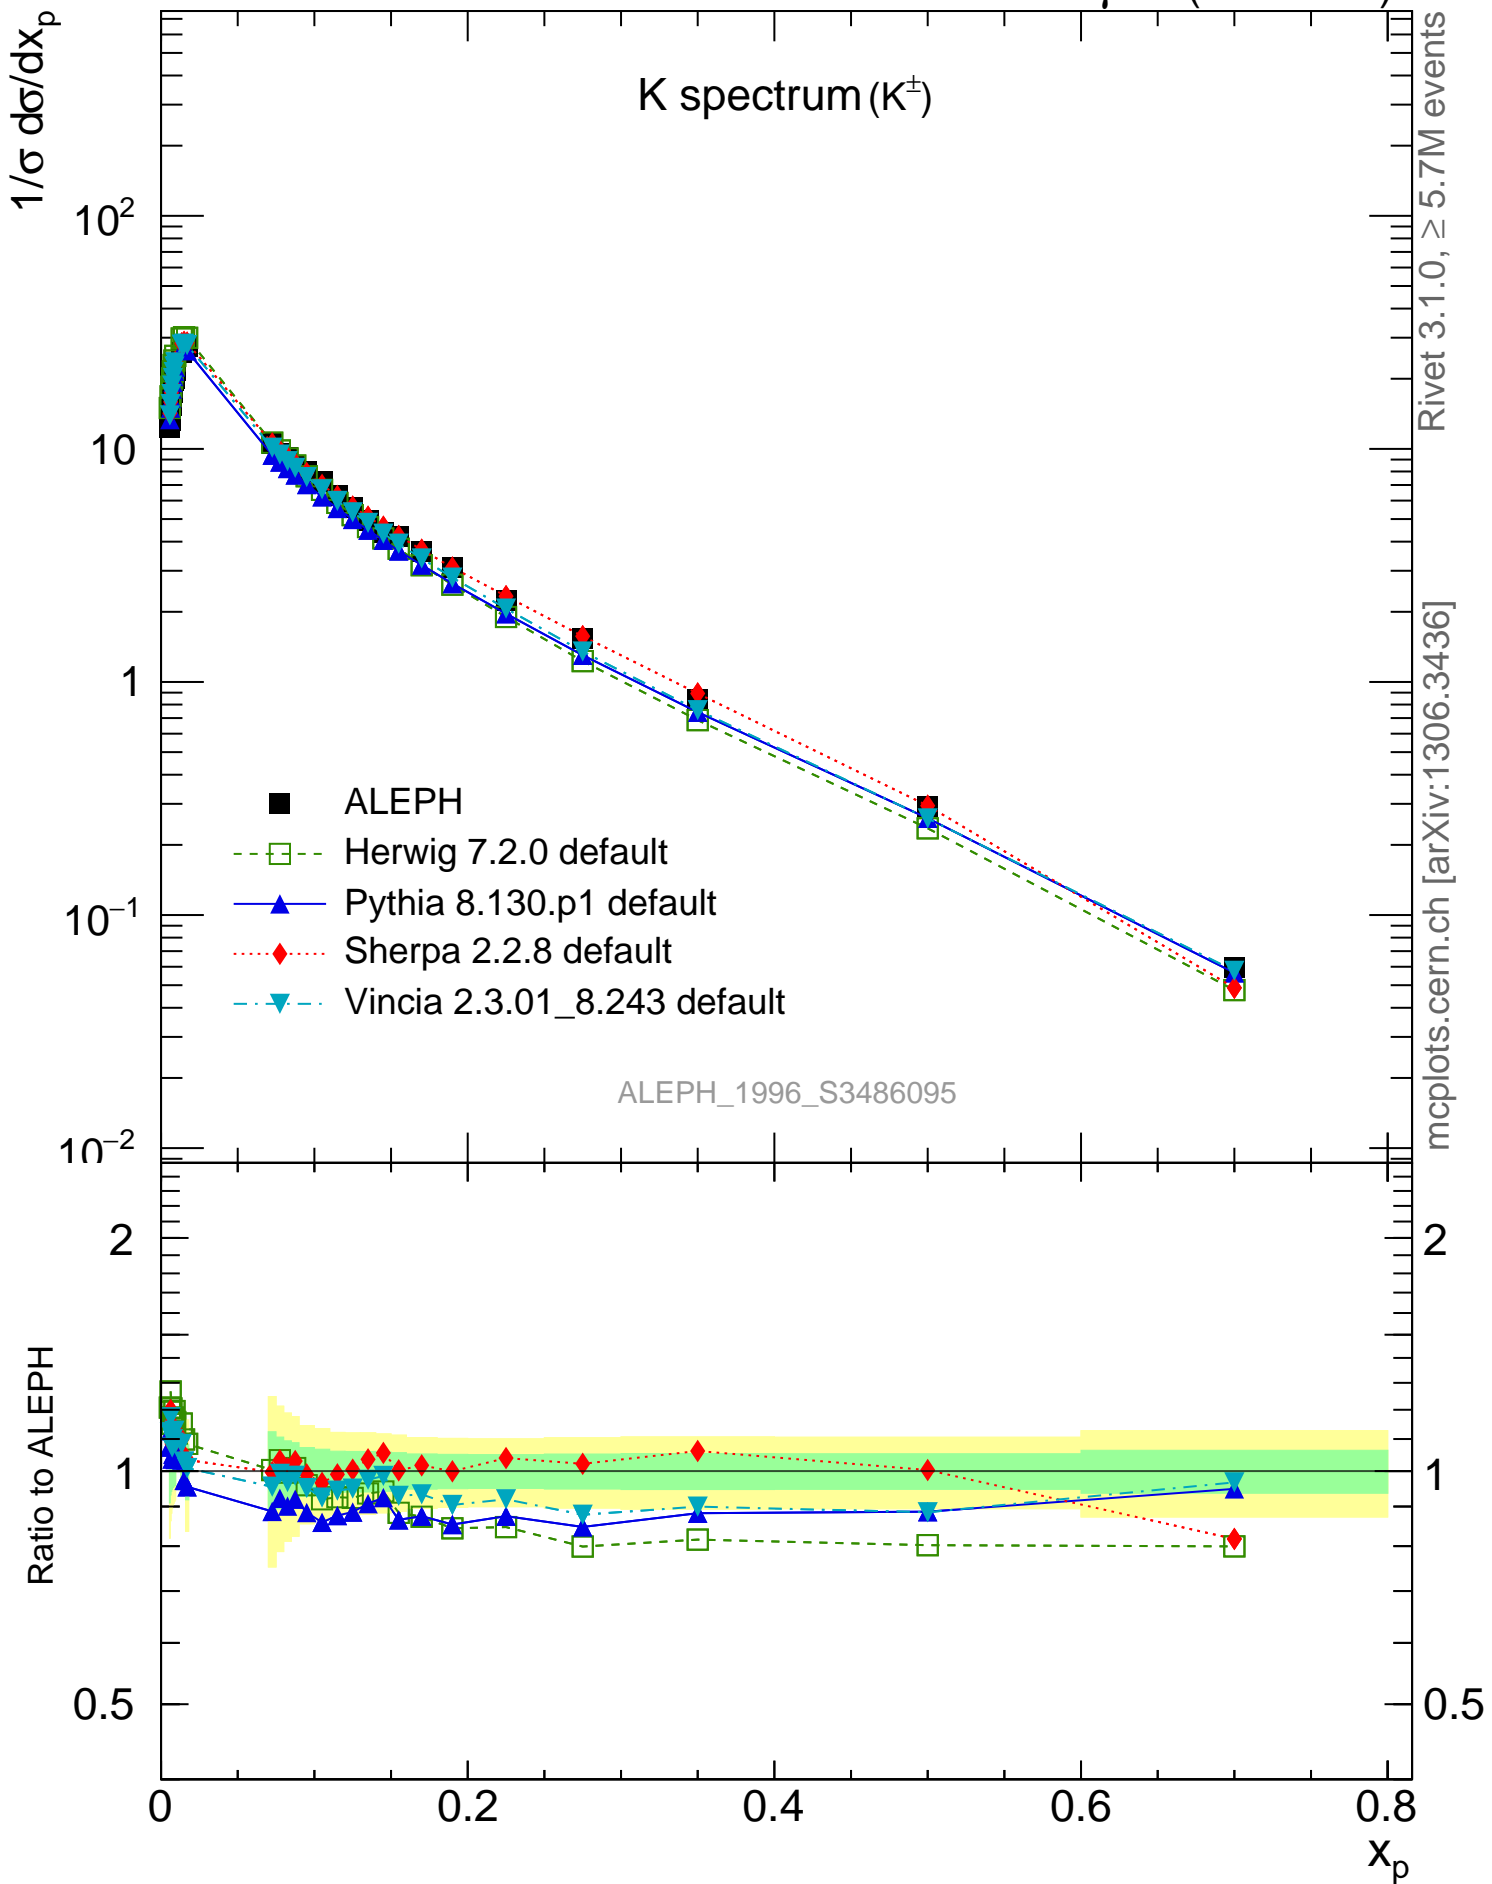 1/σ dσ/dx_p
K spectrum (K^±)
10^2
10
1
10^−1
10^−2
ALEPH
Herwig 7.2.0 default
Pythia 8.130.p1 default
Sherpa 2.2.8 default
Vincia 2.3.01_8.243 default
ALEPH_1996_S3486095
Rivet 3.1.0, ≥ 5.7M events
mcplots.cern.ch [arXiv:1306.3436]
Ratio to ALEPH
2
1
0.5
2
1
0.5
0 0.2 0.4 0.6 0.8
x_p